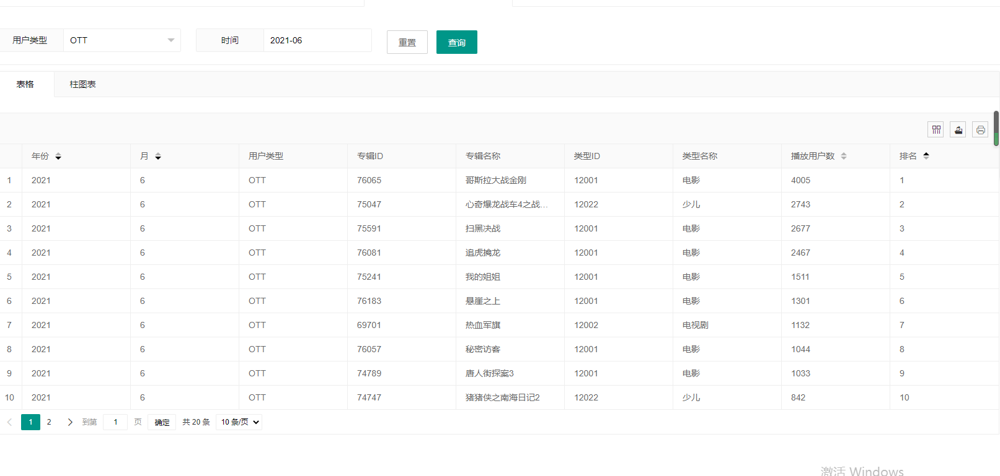 用户类型 OTT 时间 2021-06 重置 查询
表格 柱图表
年份 月 用户类型 专辑ID 专辑名称 类型ID 类型名称 播放用户数 排名
1 2021 6 OTT 76065 哥斯拉大战金刚 12001 电影 4005 1
2 2021 6 OTT 75047 心奇爆龙战车4之战... 12022 少儿 2743 2
3 2021 6 OTT 75591 扫黑决战 12001 电影 2677 3
4 2021 6 OTT 76081 追虎擒龙 12001 电影 2467 4
5 2021 6 OTT 75241 我的姐姐 12001 电影 1511 5
6 2021 6 OTT 76183 悬崖之上 12001 电影 1301 6
7 2021 6 OTT 69701 热血军旗 12002 电视剧 1132 7
8 2021 6 OTT 76057 秘密访客 12001 电影 1044 8
9 2021 6 OTT 74789 唐人街探案3 12001 电影 1033 9
10 2021 6 OTT 74747 猪猪侠之南海日记2 12022 少儿 842 10
1 2 到第 1 页 确定 共 20 条 10 条/页
激活 Windows